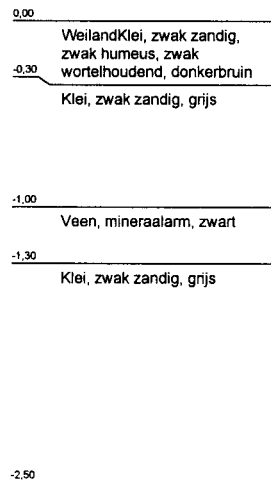 0,00
WeilandKlei, zwak zandig,
zwak humeus, zwak
-0,30
wortelhoudend, donkerbruin
Klei, zwak zandig, grijs
-1,00
Veen, mineraalarm, zwart
-1,30
Klei, zwak zandig, grijs
-2,50